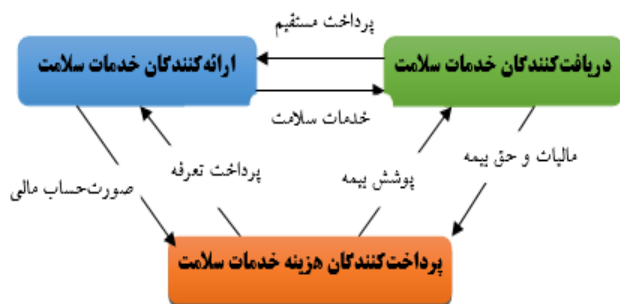 پرداخت مستقیم
دریافت‌کنندگان خدمات سلامت
ارائه‌کنندگان خدمات سلامت
خدمات سلامت
مالیات و حق بیمه
پوشش بیمه
پرداخت تعرفه
صورت‌حساب مالی
پرداخت‌کنندگان هزینه خدمات سلامت